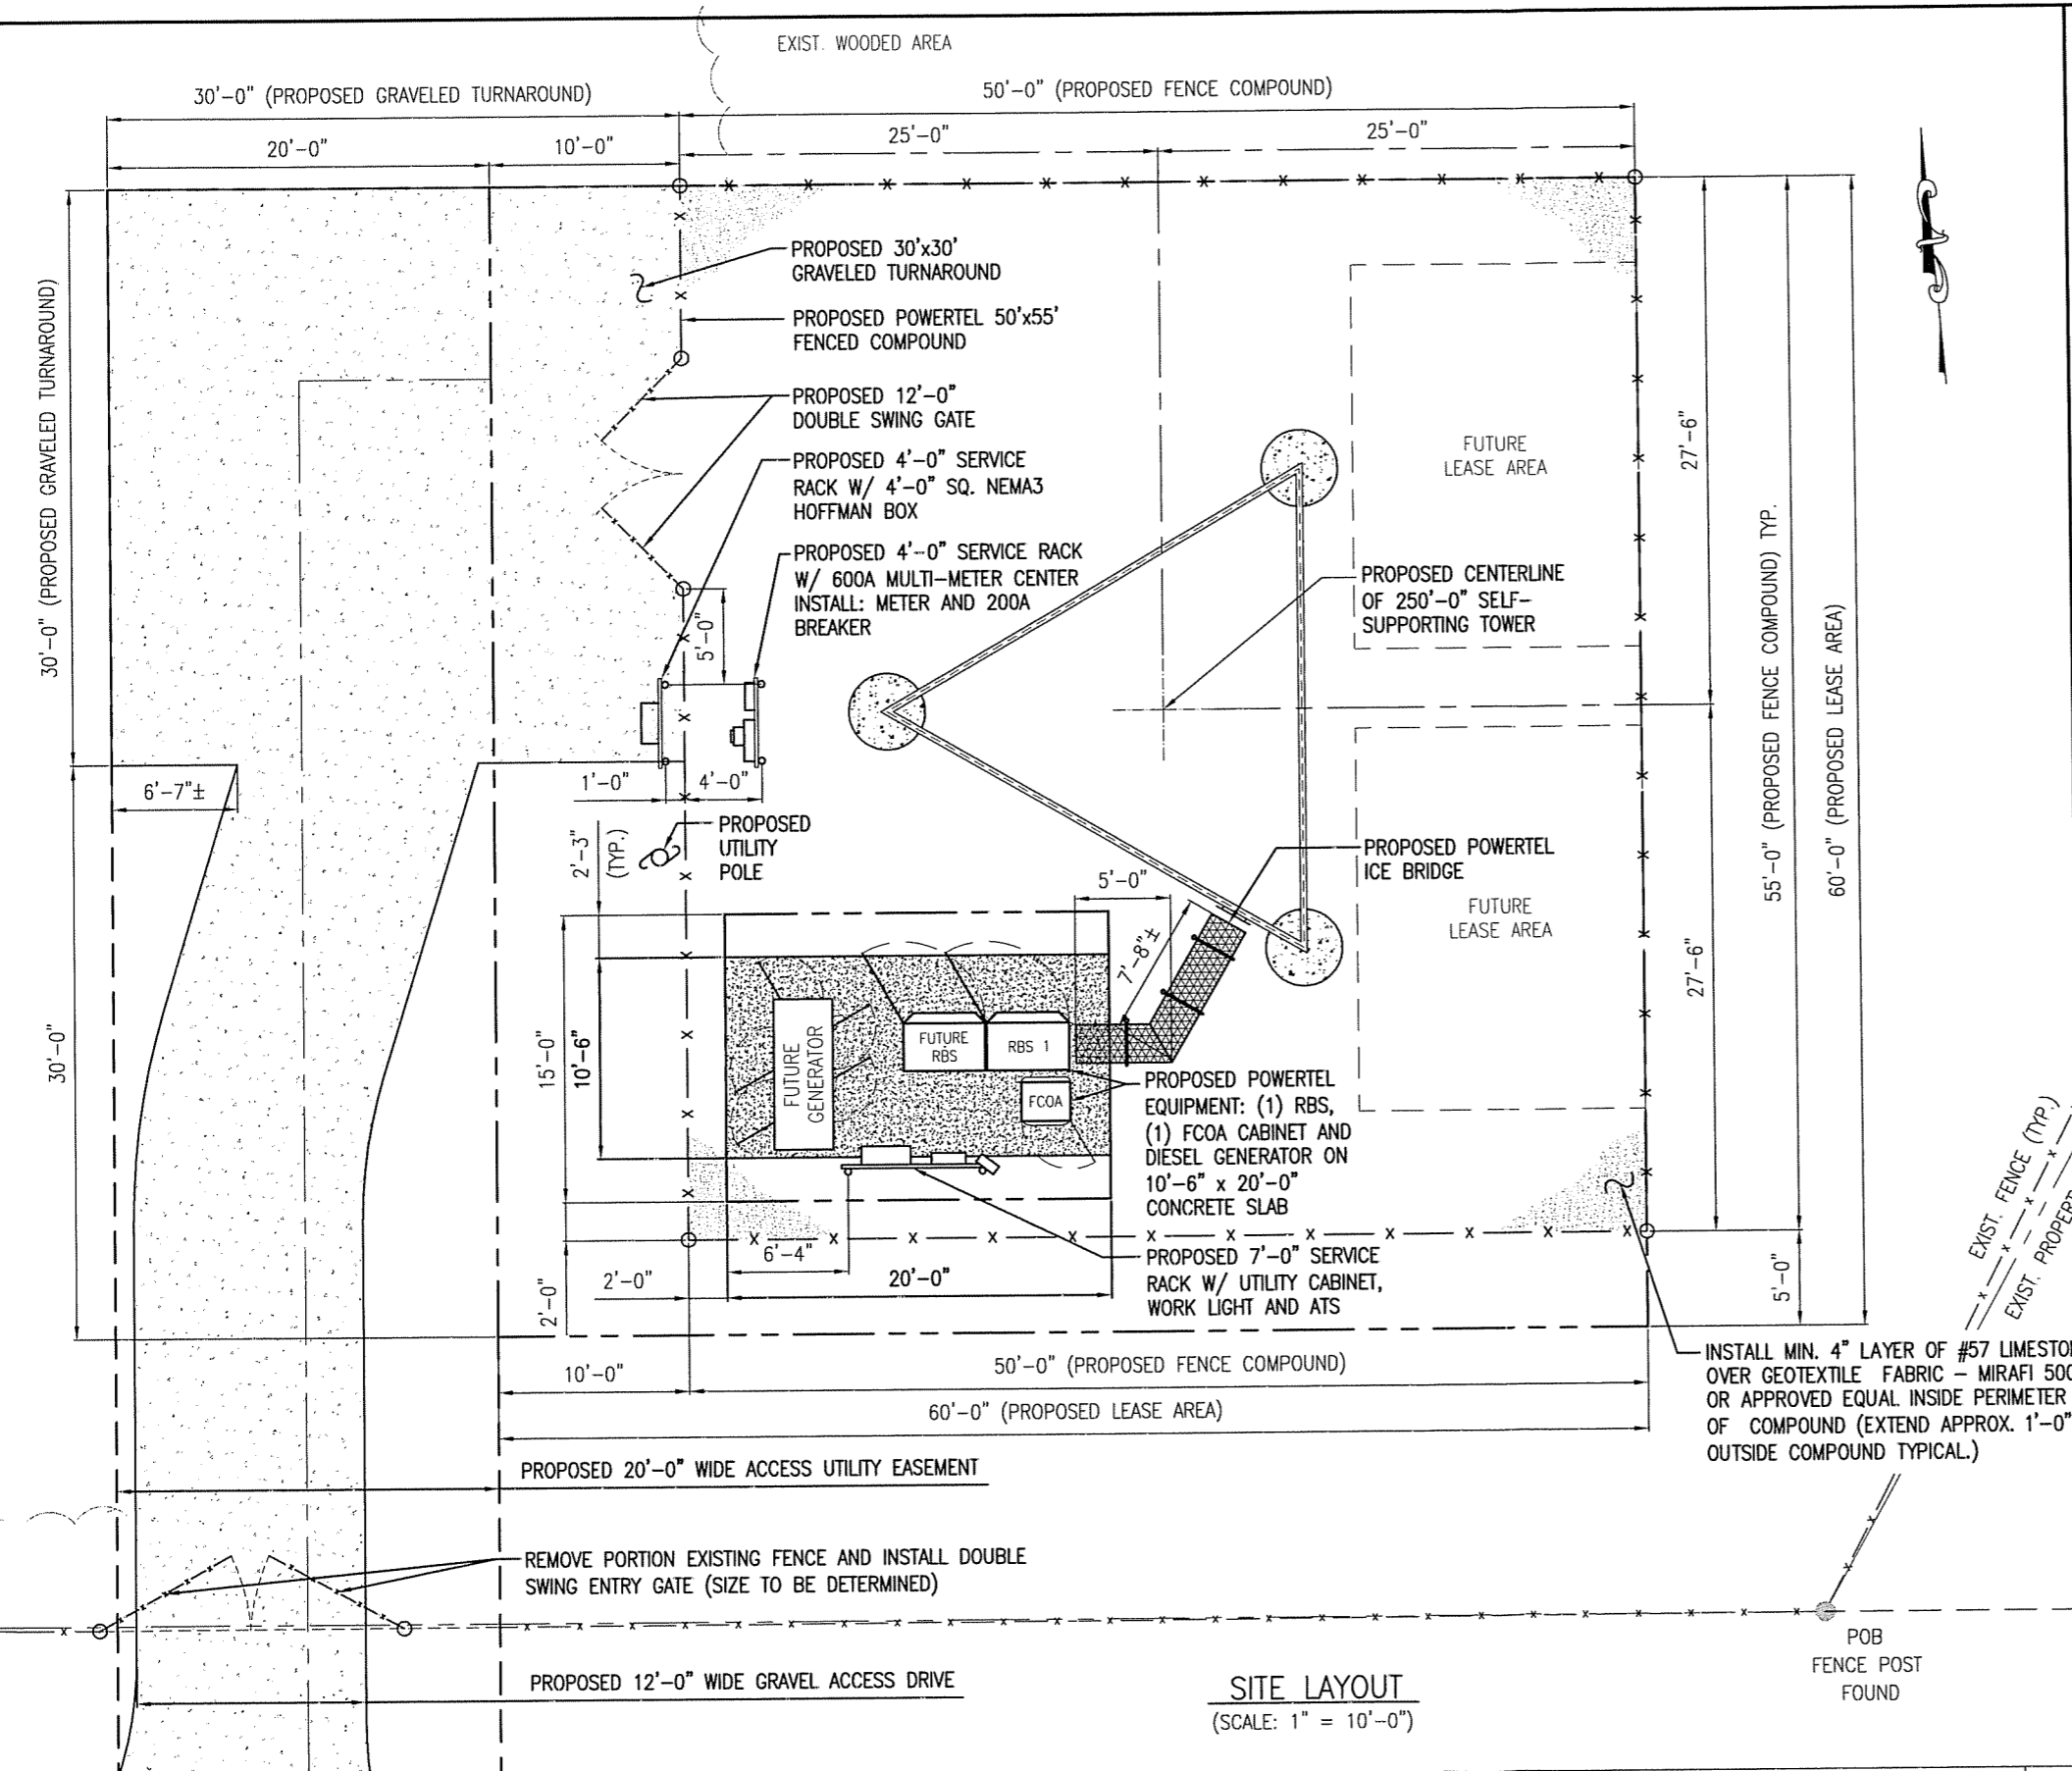 EXIST. WOODED AREA
30'-0" (PROPOSED GRAVELED TURNAROUND)
50'-0" (PROPOSED FENCE COMPOUND)
20'-0"
10'-0"
25'-0"
25'-0"
PROPOSED 30'x30'
GRAVELED TURNAROUND
PROPOSED POWERTEL 50'x55'
FENCED COMPOUND
PROPOSED 12'-0"
DOUBLE SWING GATE
PROPOSED 4'-0" SERVICE
RACK W/ 4'-0" SQ. NEMA3
HOFFMAN BOX
PROPOSED 4'-0" SERVICE RACK
W/ 600A MULTI-METER CENTER
INSTALL: METER AND 200A
BREAKER
FUTURE
LEASE AREA
PROPOSED CENTERLINE
OF 250'-0" SELF-
SUPPORTING TOWER
30'-0" (PROPOSED GRAVELED TURNAROUND)
27'-6"
55'-0" (PROPOSED FENCE COMPOUND) TYP.
60'-0" (PROPOSED LEASE AREA)
5'-0"
6'-7"±
1'-0"
4'-0"
2'-3"
(TYP.)
PROPOSED
UTILITY
POLE
PROPOSED POWERTEL
ICE BRIDGE
5'-0"
7'-8"±
FUTURE
LEASE AREA
27'-6"
30'-0"
15'-0"
10'-6"
FUTURE
GENERATOR
FUTURE
RBS
RBS 1
FCOA
PROPOSED POWERTEL
EQUIPMENT: (1) RBS,
(1) FCOA CABINET AND
DIESEL GENERATOR ON
10'-6" x 20'-0"
CONCRETE SLAB
PROPOSED 7'-0" SERVICE
RACK W/ UTILITY CABINET,
WORK LIGHT AND ATS
6'-4"
2'-0"
20'-0"
2'-0"
5'-0"
EXIST. FENCE (TYP.)
EXIST. PROPERT
INSTALL MIN. 4" LAYER OF #57 LIMESTO
OVER GEOTEXTILE FABRIC - MIRAFI 500
OR APPROVED EQUAL INSIDE PERIMETER
OF COMPOUND (EXTEND APPROX. 1'-0"
OUTSIDE COMPOUND TYPICAL.)
10'-0"
50'-0" (PROPOSED FENCE COMPOUND)
60'-0" (PROPOSED LEASE AREA)
PROPOSED 20'-0" WIDE ACCESS UTILITY EASEMENT
REMOVE PORTION EXISTING FENCE AND INSTALL DOUBLE
SWING ENTRY GATE (SIZE TO BE DETERMINED)
PROPOSED 12'-0" WIDE GRAVEL ACCESS DRIVE
POB
FENCE POST
FOUND
SITE LAYOUT
(SCALE: 1" = 10'-0")